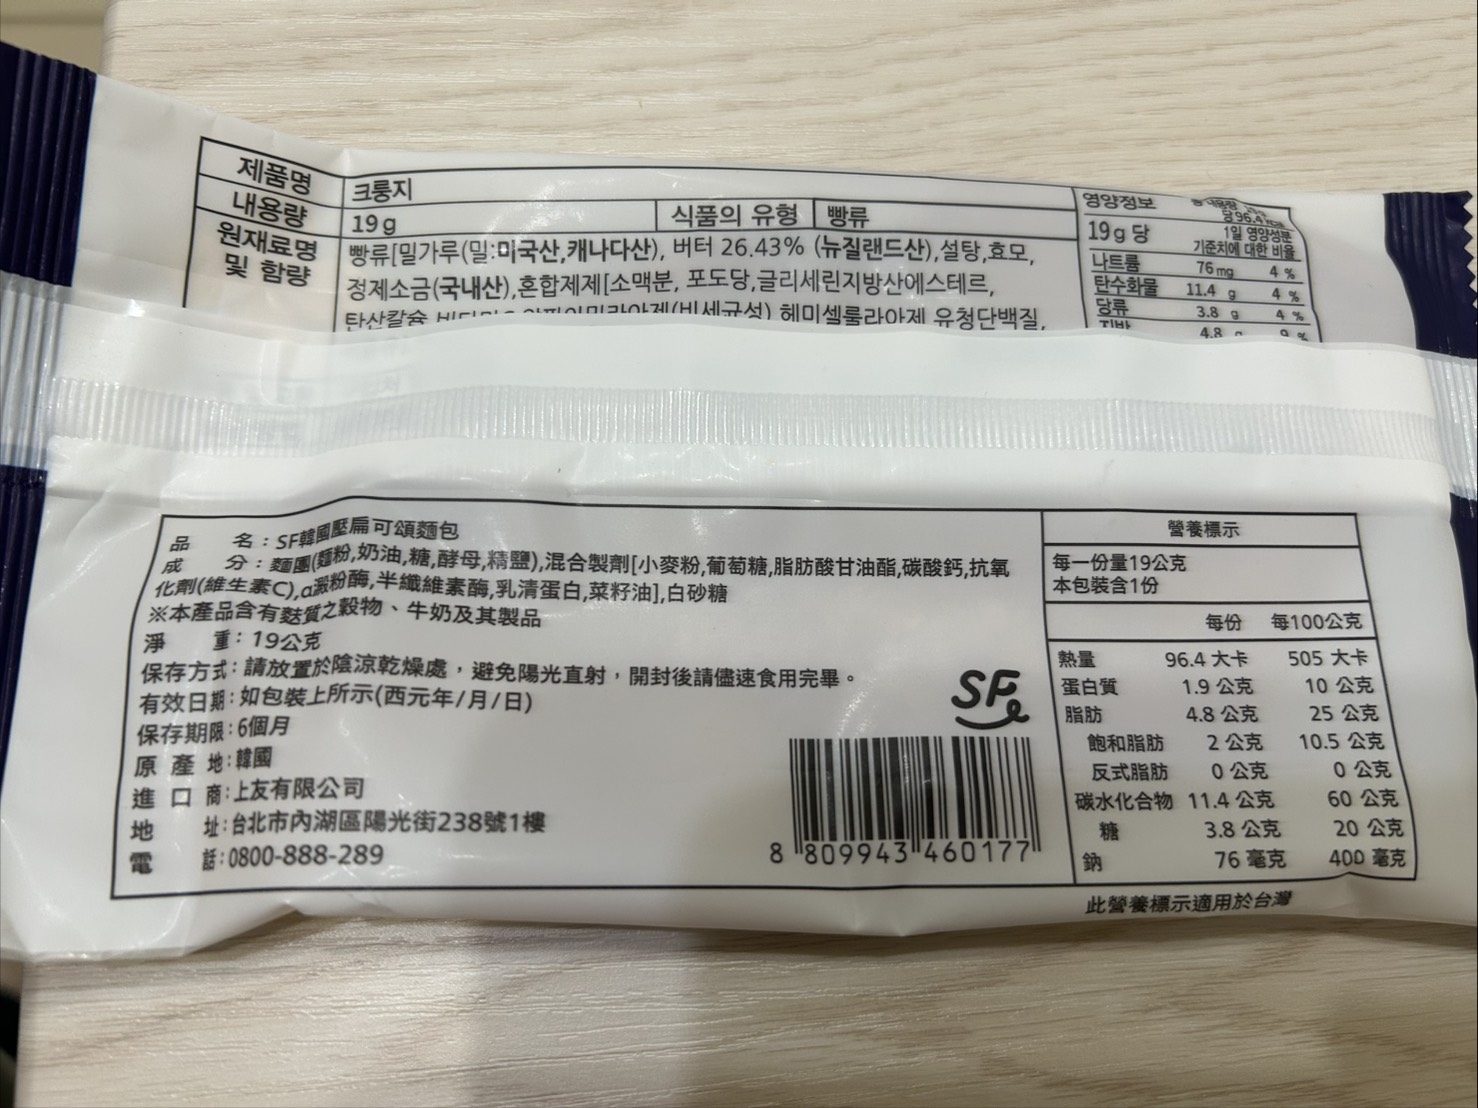 제품명 크룽지
내용량 19g 식품의 유형 빵류
원재료명 및 함량
빵류[밀가루(밀:미국산,캐나다산), 버터 26.43% (뉴질랜드산),설탕,효모,
정제소금(국내산),혼합제제[소맥분, 포도당,글리세린지방산에스테르,
탄산칼슘 헤미셀룰라아제 유청단백질,
영양정보
19g 당
1일 영양성분
기준치에 대한 비율
나트륨 76mg 4%
탄수화물 11.4 g 4%
당류 3.8 g 4%
지방 4.8 g 9%
品名:SF韓國壓扁可頌麵包
成分:麵團(麵粉,奶油,糖,酵母,精鹽),混合製劑[小麥粉,葡萄糖,脂肪酸甘油酯,碳酸鈣,抗氧
化劑(維生素C),α澱粉酶,半纖維素酶,乳清蛋白,菜籽油],白砂糖
※本產品含有麩質之穀物、牛奶及其製品
淨重:19公克
保存方式:請放置於陰涼乾燥處,避免陽光直射,開封後請儘速食用完畢。
有效日期:如包裝上所示(西元年/月/日)
保存期限:6個月
原產地:韓國
進口商:上友有限公司
地址:台北市內湖區陽光街238號1樓
電話:0800-888-289
SF
8 809943 460177
營養標示
每一份量19公克
本包裝含1份
每份 每100公克
熱量 96.4 大卡 505 大卡
蛋白質 1.9 公克 10 公克
脂肪 4.8 公克 25 公克
飽和脂肪 2 公克 10.5 公克
反式脂肪 0 公克 0 公克
碳水化合物 11.4 公克 60 公克
糖 3.8 公克 20 公克
鈉 76 毫克 400 毫克
此營養標示適用於台灣